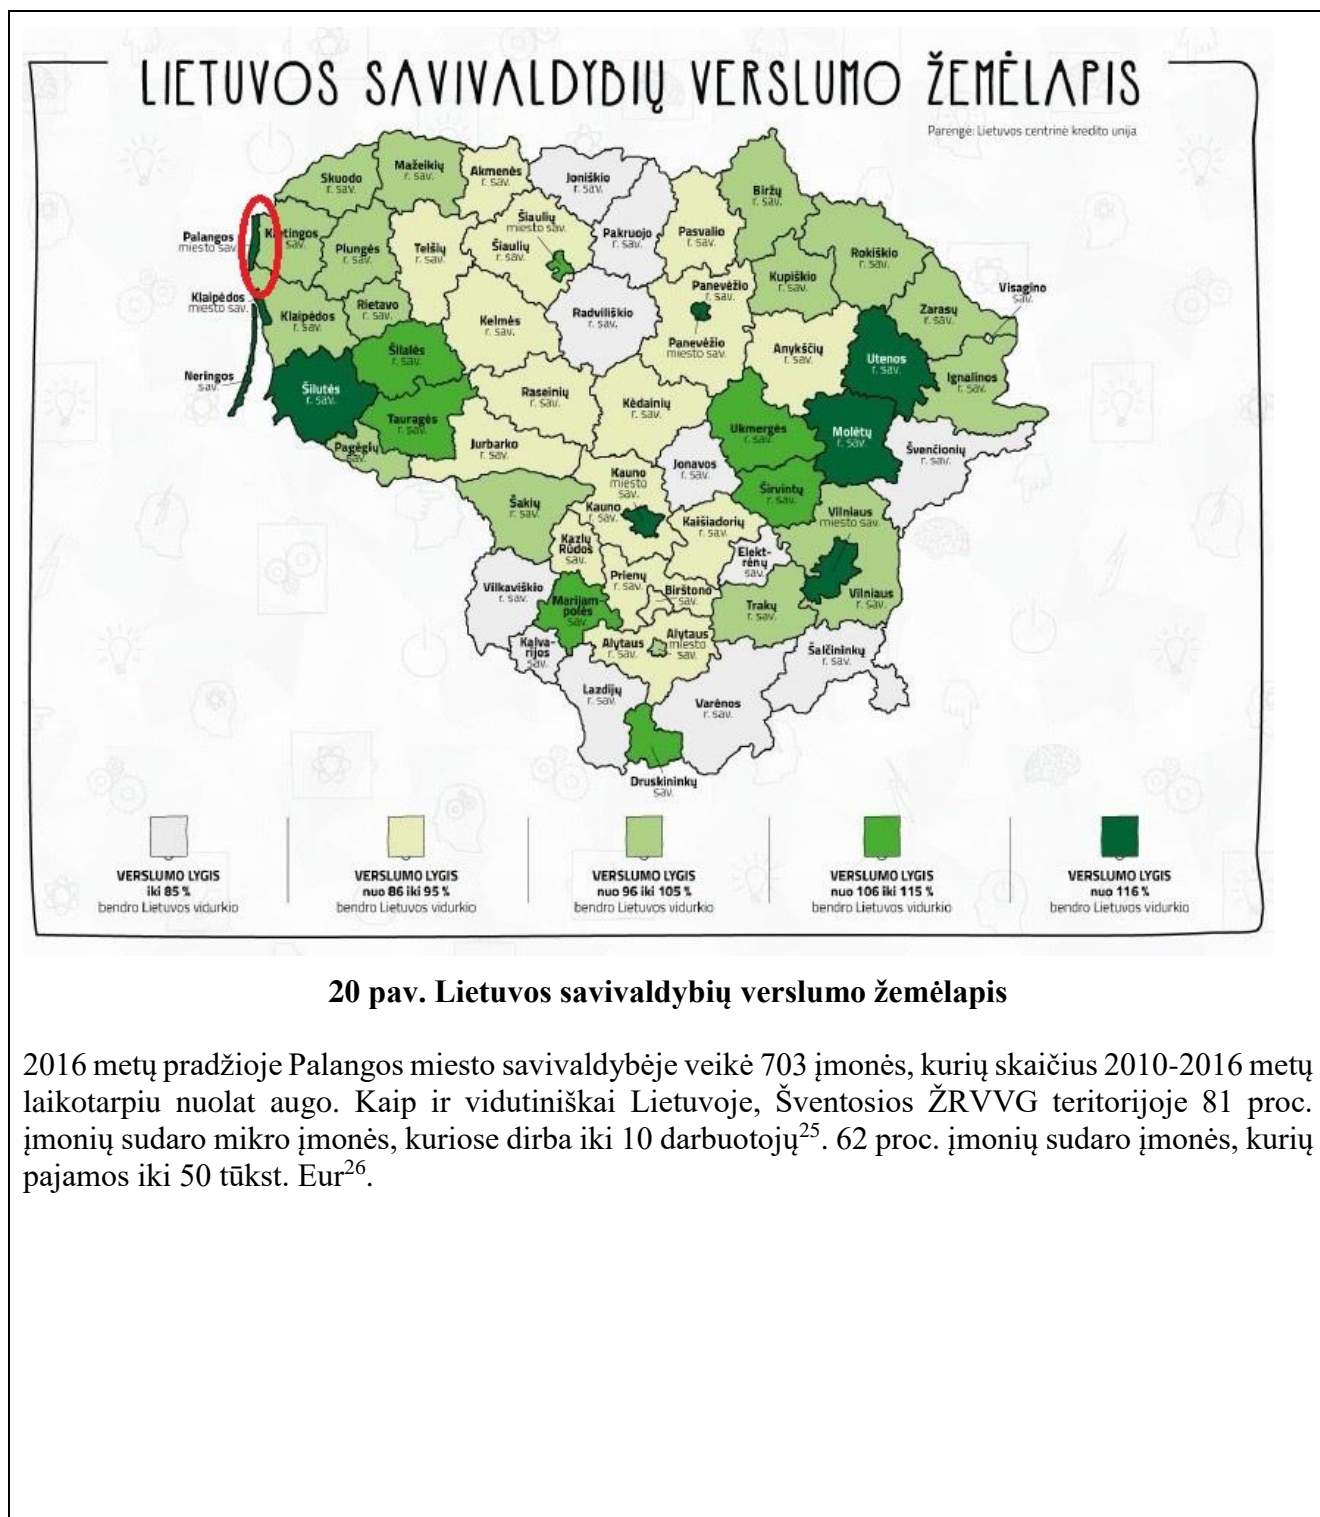 LIETUVOS SAVIVALDYBIŲ VERSLUMO ŽEMĖLAPIS
Parengė: Lietuvos centrinė kredito unija
Skuodo
r. sav.
Mažeikių
r. sav.
Akmenės
r. sav.
Joniškio
r. sav.
Biržų
r. sav.
Palangos
miesto sav.
Kretingos
sav.
Plungės
r. sav.
Telšių
r. sav.
Šiaulių
miesto sav.
Šiaulių
r. sav.
Pakruojo
r. sav.
Pasvalio
r. sav.
Rokiškio
r. sav.
Kupiškio
r. sav.
Panevėžio
r. sav.
Visagino
sav.
Klaipėdos
miesto sav.
Klaipėdos
r. sav.
Rietavo
r. sav.
Kelmės
r. sav.
Radviliškio
r. sav.
Panevėžio
miesto sav.
Anykščių
r. sav.
Zarasų
r. sav.
Utenos
r. sav.
Ignalinos
r. sav.
Neringos
sav.
Šilutės
r. sav.
Šilalės
r. sav.
Tauragės
r. sav.
Raseinių
r. sav.
Kėdainių
r. sav.
Ukmergės
r. sav.
Molėtų
r. sav.
Švenčionių
r. sav.
Pagėgių
sav.
Jurbarko
r. sav.
Jonavos
r. sav.
Kauno
miesto
sav.
Širvintų
r. sav.
Šakių
r. sav.
Kauno
r. sav.
Kaišiadorių
r. sav.
Vilniaus
miesto sav.
Kazlų
Rūdos
sav.
Elekt-
rėnų
sav.
Vilkaviškio
r. sav.
Prienų
r. sav.
Birštono
sav.
Trakų
r. sav.
Vilniaus
r. sav.
Marijam-
polės
sav.
Kalva-
rijos
sav.
Alytaus
r. sav.
Alytaus
miesto
sav.
Šalčininkų
r. sav.
Lazdijų
r. sav.
Varėnos
r. sav.
Druskininkų
sav.
VERSLUMO LYGIS
iki 85 %
bendro Lietuvos vidurkio
VERSLUMO LYGIS
nuo 86 iki 95 %
bendro Lietuvos vidurkio
VERSLUMO LYGIS
nuo 96 iki 105 %
bendro Lietuvos vidurkio
VERSLUMO LYGIS
nuo 106 iki 115 %
bendro Lietuvos vidurkio
VERSLUMO LYGIS
nuo 116 %
bendro Lietuvos vidurkio
20 pav. Lietuvos savivaldybių verslumo žemėlapis
2016 metų pradžioje Palangos miesto savivaldybėje veikė 703 įmonės, kurių skaičius 2010-2016 metų
laikotarpiu nuolat augo. Kaip ir vidutiniškai Lietuvoje, Šventosios ŽRVVG teritorijoje 81 proc.
įmonių sudaro mikro įmonės, kuriose dirba iki 10 darbuotojų25. 62 proc. įmonių sudaro įmonės, kurių
pajamos iki 50 tūkst. Eur26.